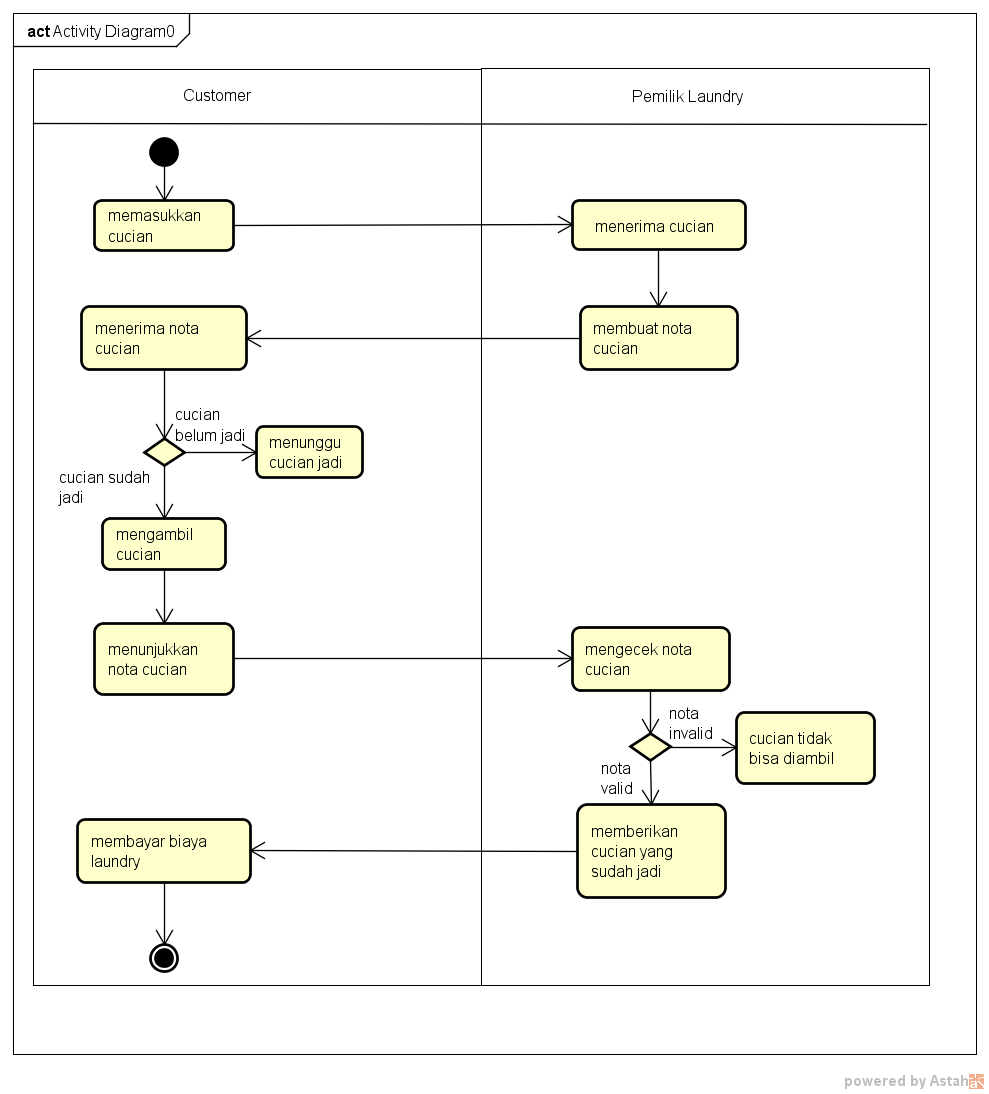 act Activity Diagram0
Customer
Pemilik Laundry
memasukkan
cucian
menerima cucian
menerima nota
cucian
membuat nota
cucian
cucian
belum jadi
menunggu
cucian jadi
cucian sudah
jadi
mengambil
cucian
menunjukkan
nota cucian
mengecek nota
cucian
nota
invalid
cucian tidak
bisa diambil
nota
valid
memberikan
cucian yang
sudah jadi
membayar biaya
laundry
powered by Astah